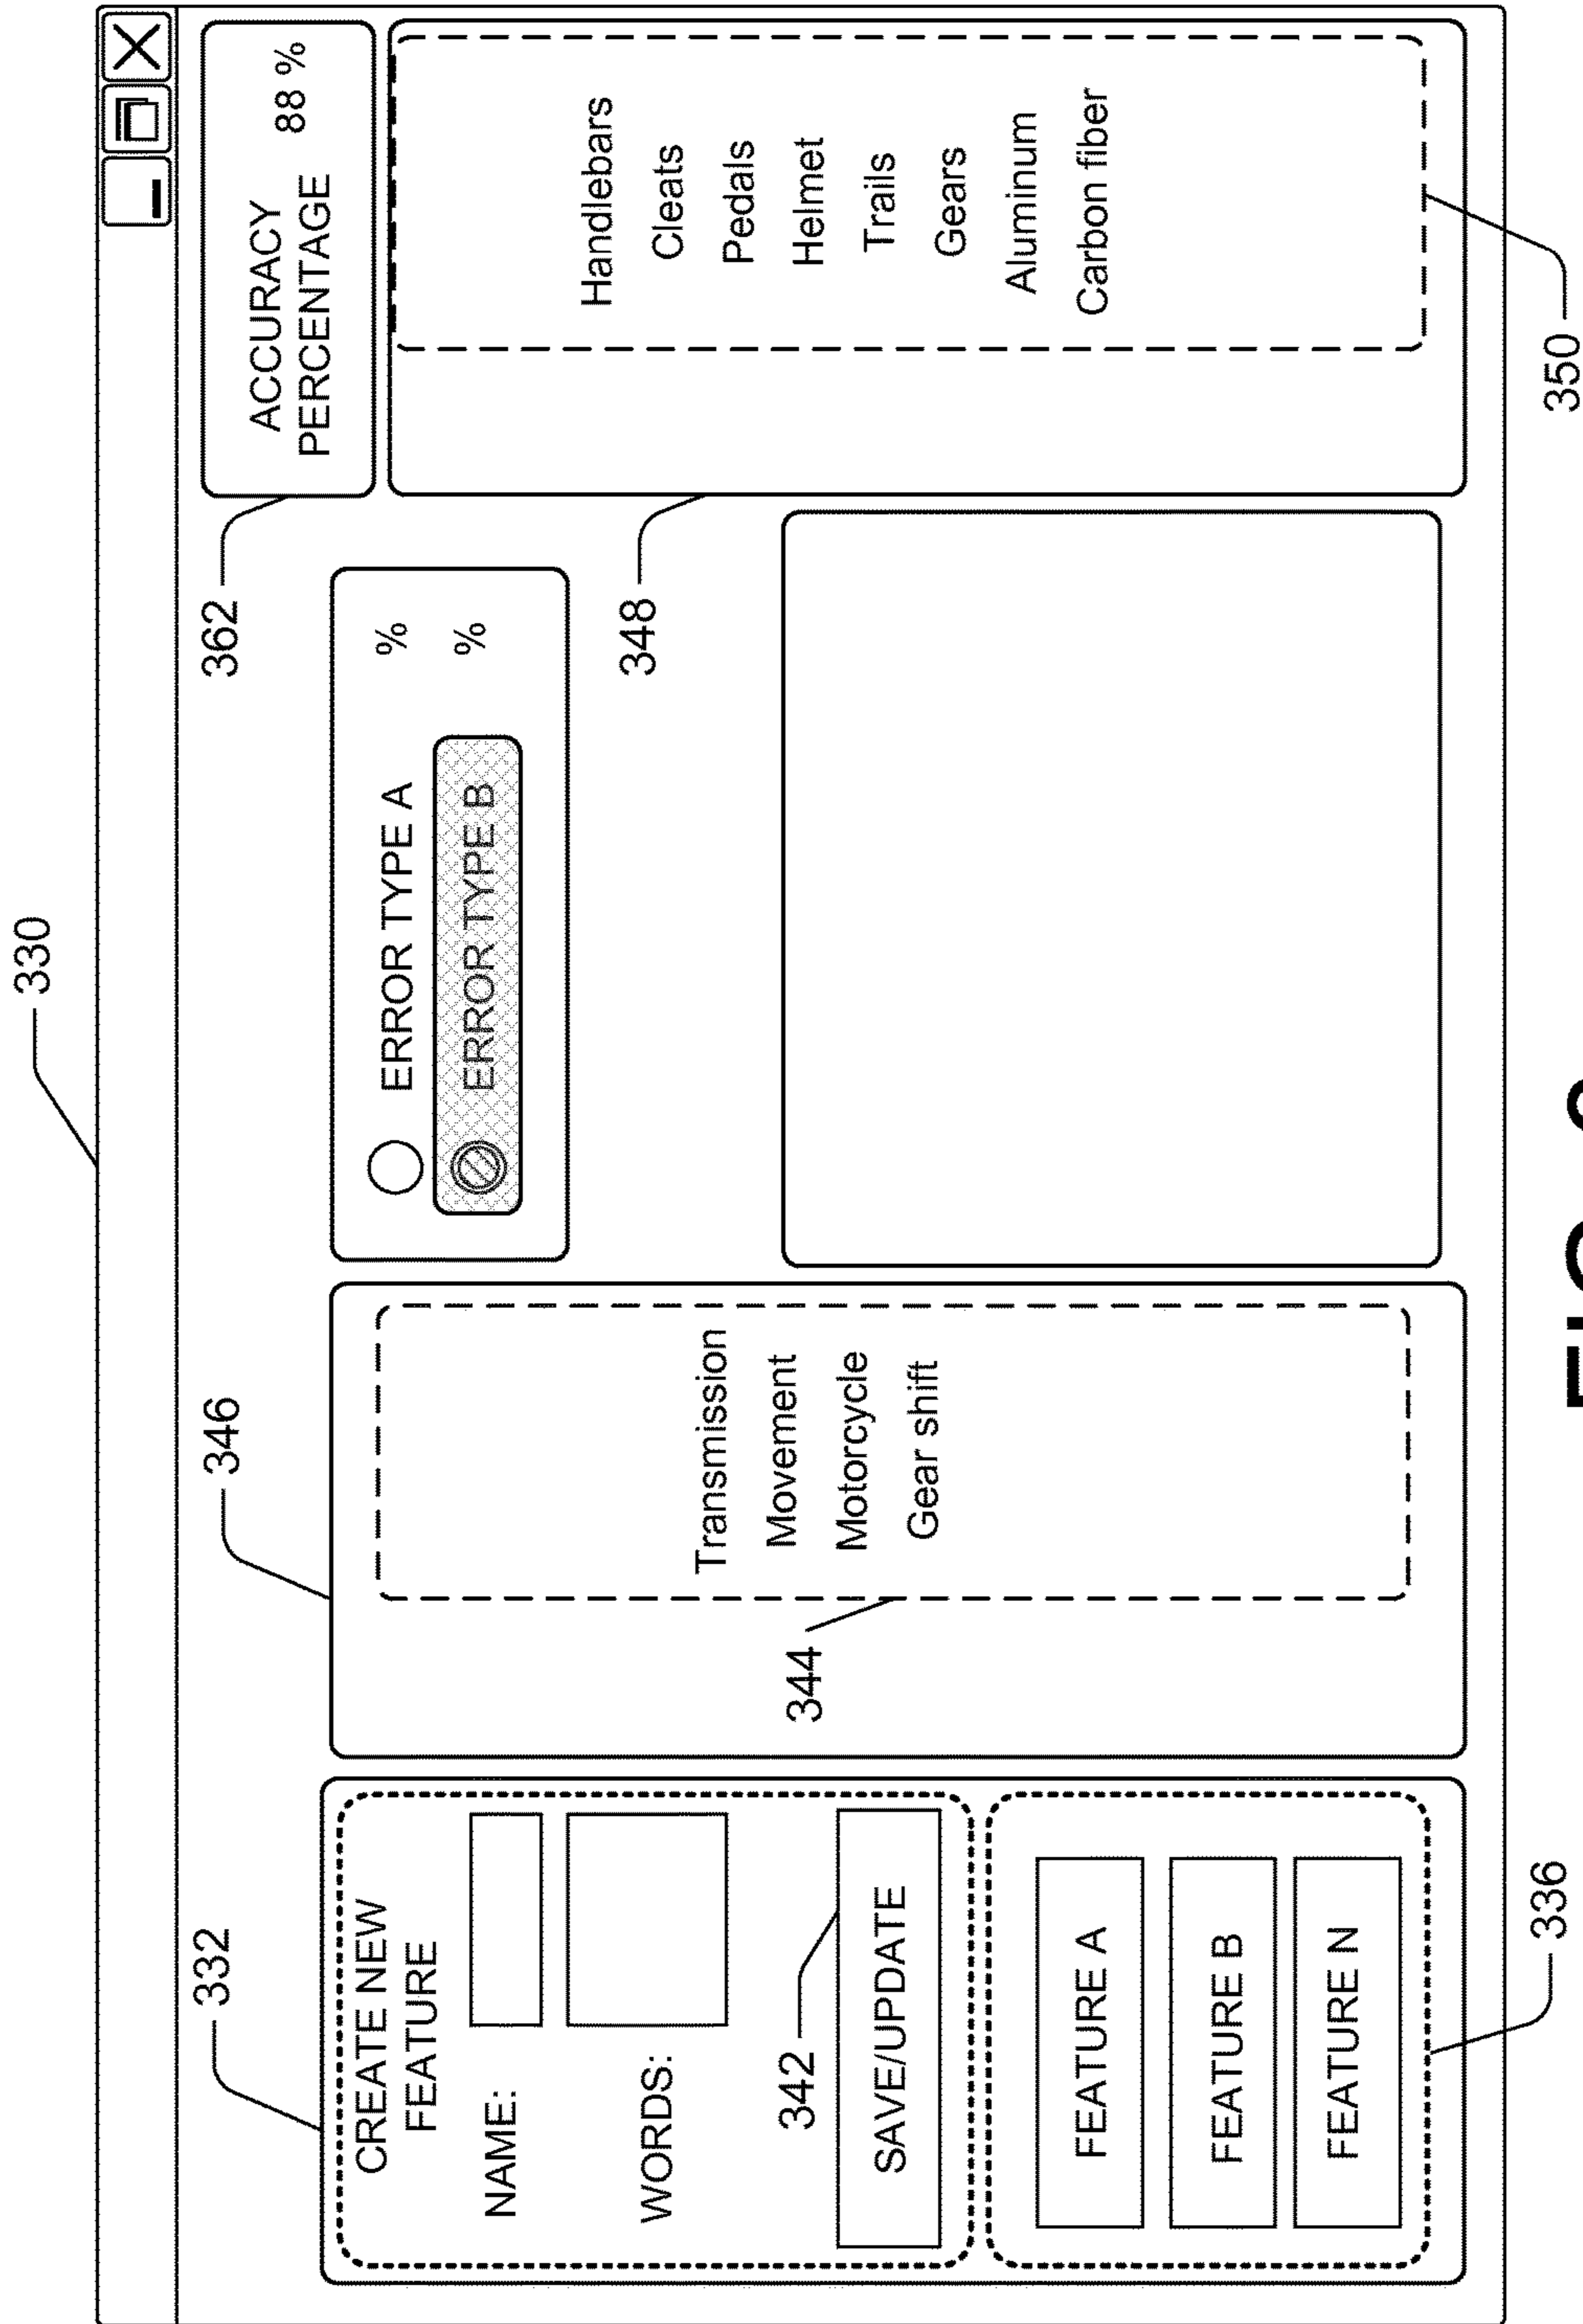 330
332
CREATE NEW
FEATURE
NAME:
WORDS:
342
SAVE/UPDATE
FEATURE A
FEATURE B
FEATURE N
336
346
344
Transmission
Movement
Motorcycle
Gear shift
ERROR TYPE A %
ERROR TYPE B %
362
ACCURACY
PERCENTAGE 88 %
348
Handlebars
Cleats
Pedals
Helmet
Trails
Gears
Aluminum
Carbon fiber
350